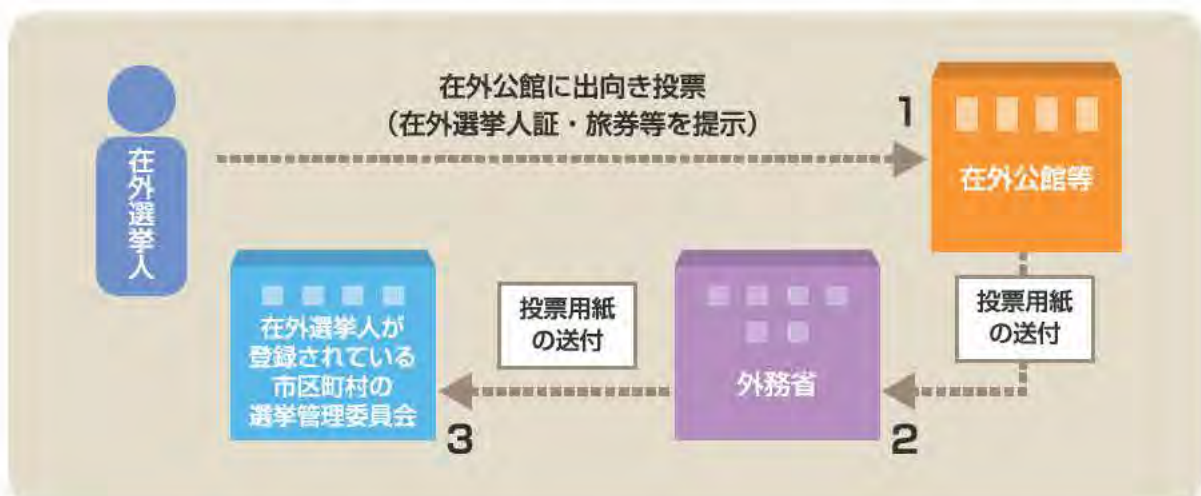 在外公館に出向き投票
(在外選挙人証・旅券等を提示)
1
在外公館等
在外選挙人
投票用紙
の送付
2
外務省
投票用紙
の送付
3
在外選挙人が
登録されている
市区町村の
選挙管理委員会